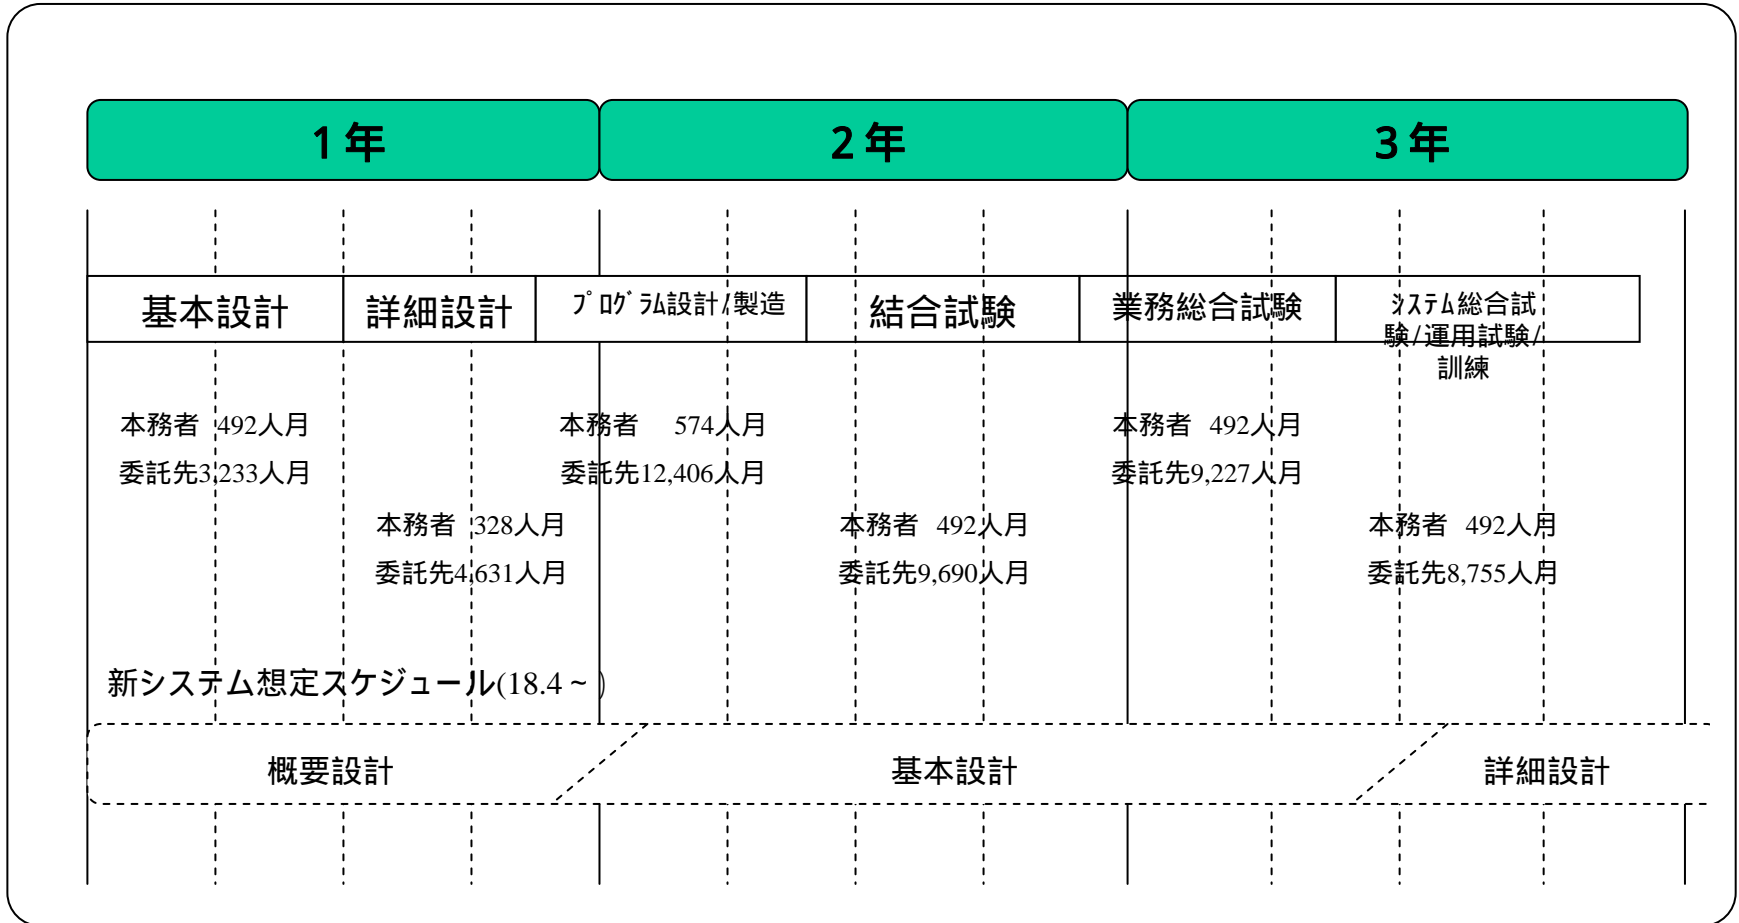 1年
2年
3年
基本設計
詳細設計
プログラム設計/製造
結合試験
業務総合試験
システム総合試
験/運用試験/
訓練
本務者 492人月
委託先3,233人月
本務者 574人月
委託先12,406人月
本務者 492人月
委託先9,227人月
本務者 328人月
委託先4,631人月
本務者 492人月
委託先9,690人月
本務者 492人月
委託先8,755人月
新システム想定スケジュール(18.4~ )
概要設計
基本設計
詳細設計